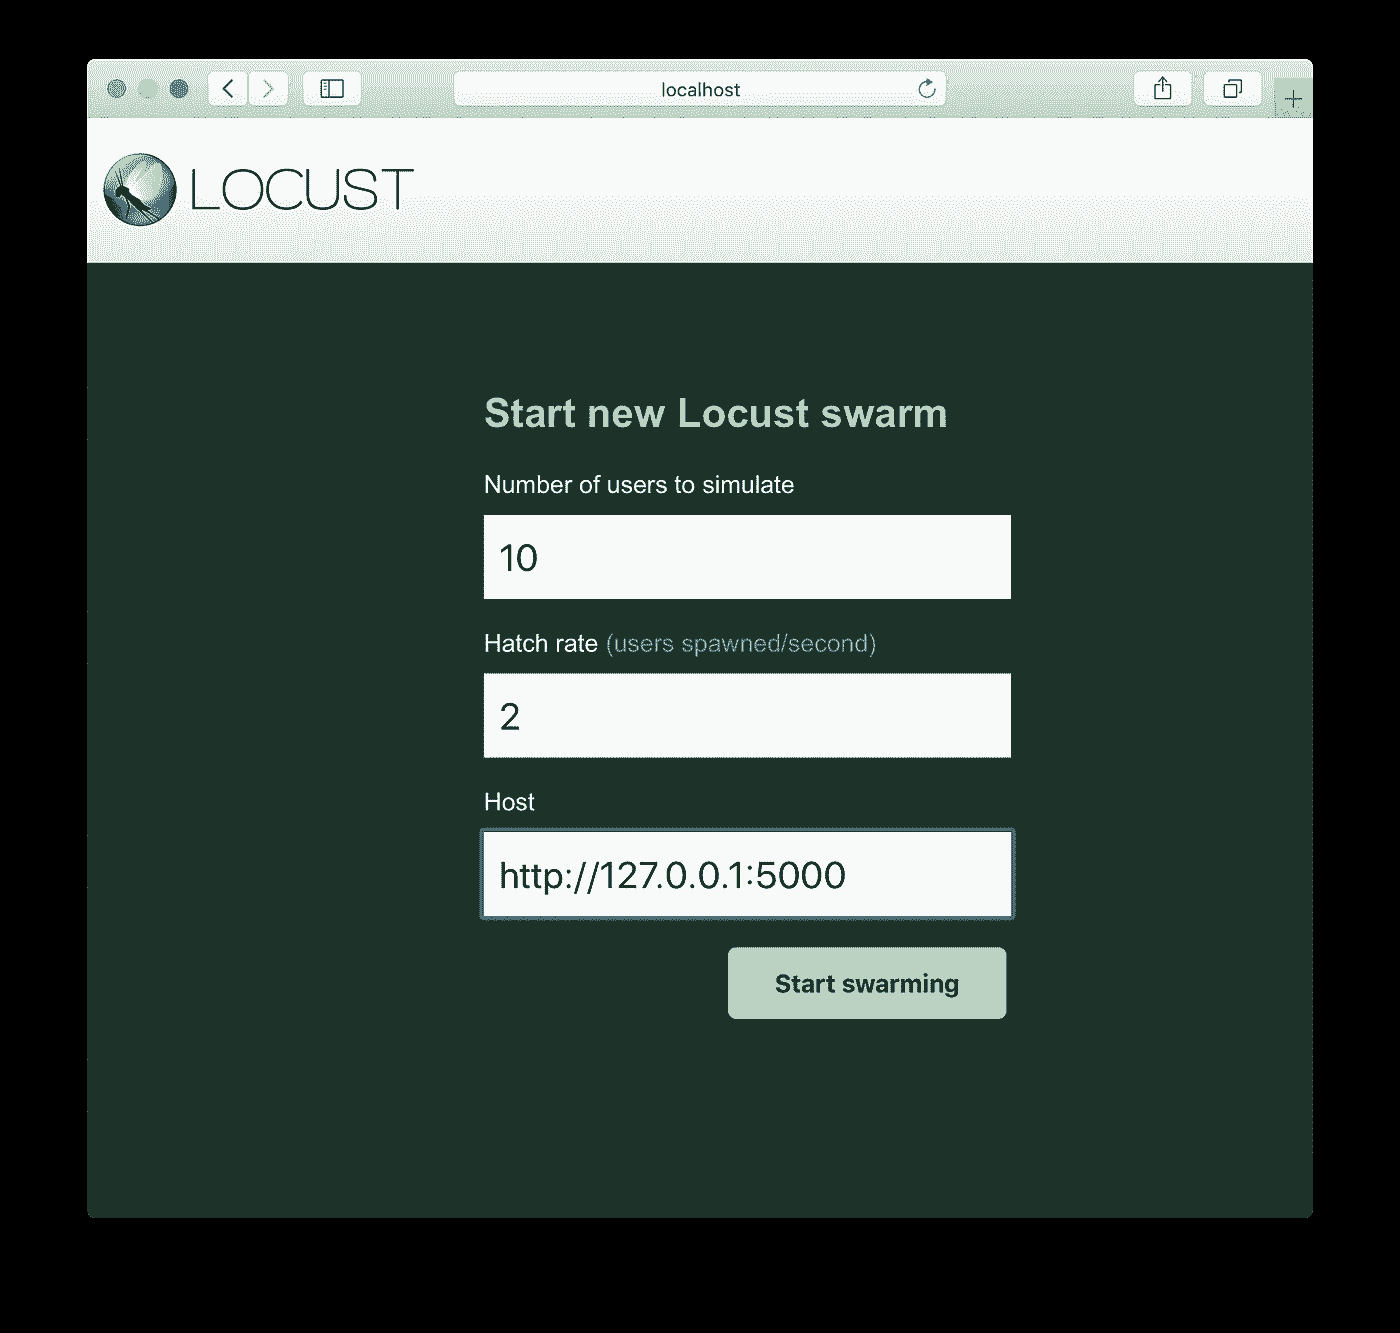 localhost
LOCUST
Start new Locust swarm
Number of users to simulate
10
Hatch rate (users spawned/second)
2
Host
http://127.0.0.1:5000
Start swarming